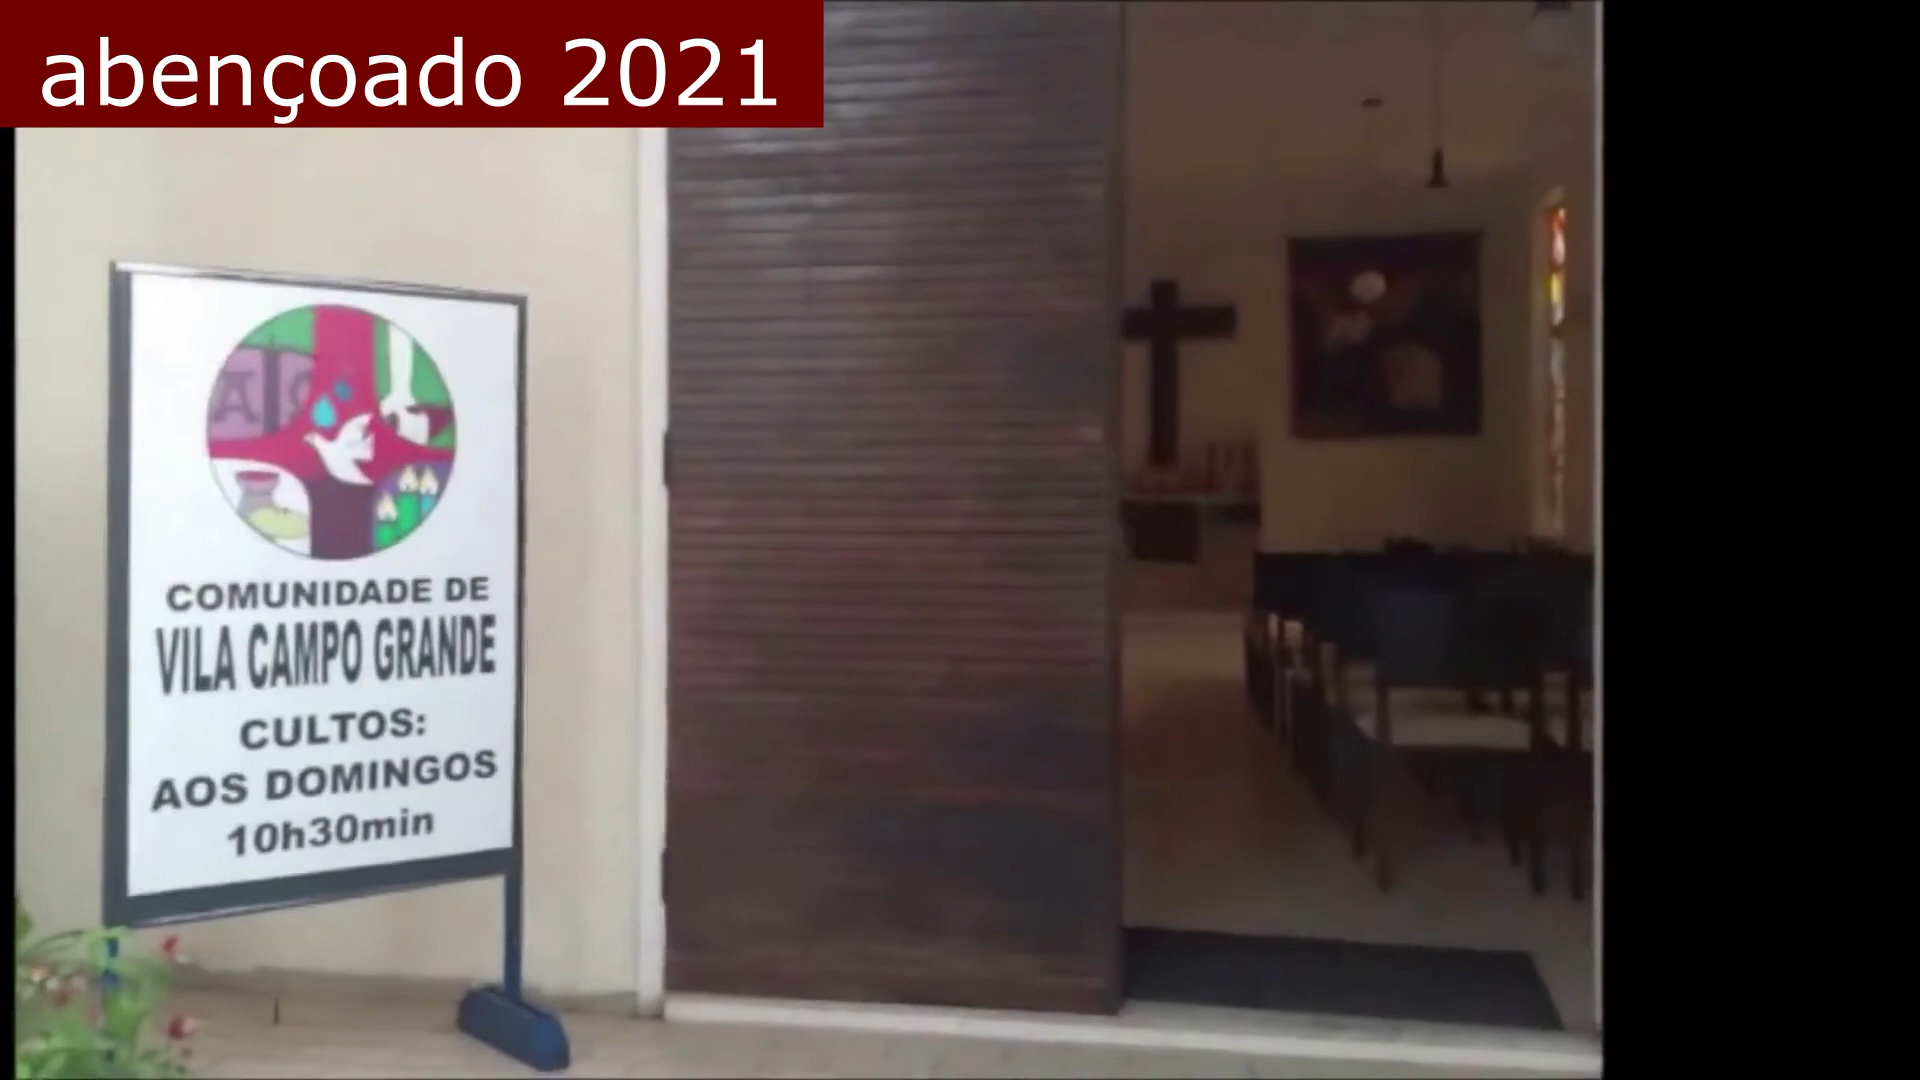 abençoado 2021
COMUNIDADE DE
VILA CAMPO GRANDE
CULTOS:
AOS DOMINGOS
10h30min